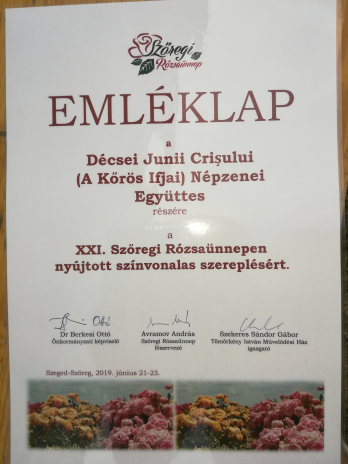 Szőregi
Rózsaünnep
EMLÉKLAP
a
Décsei Junii Crișului
(A Kőrös Ifjai) Népzenei
Együttes
részére
a
XXI. Szőregi Rózsaünnepen
nyújtott színvonalas szereplésért.
Dr Berkesi Ottó Avramov András Szekeres Sándor Gábor
Önkormányzati képviselő Szőregi Rózsaünnep Tömörkény István Művelődési Ház
főszervező igazgató
Szeged-Szőreg, 2019. június 21-23.